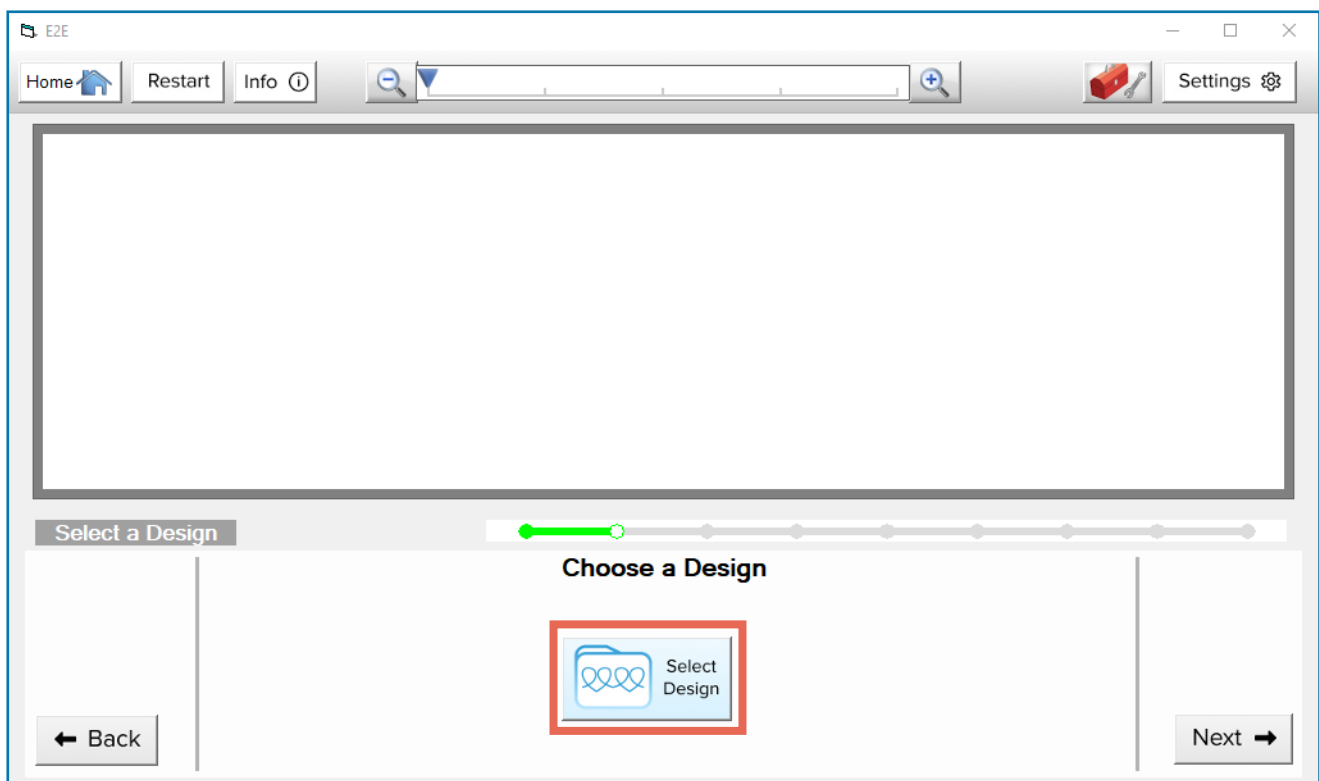 E2E
Home
Restart
Info
Settings
Select a Design
Choose a Design
Select
Design
Back
Next